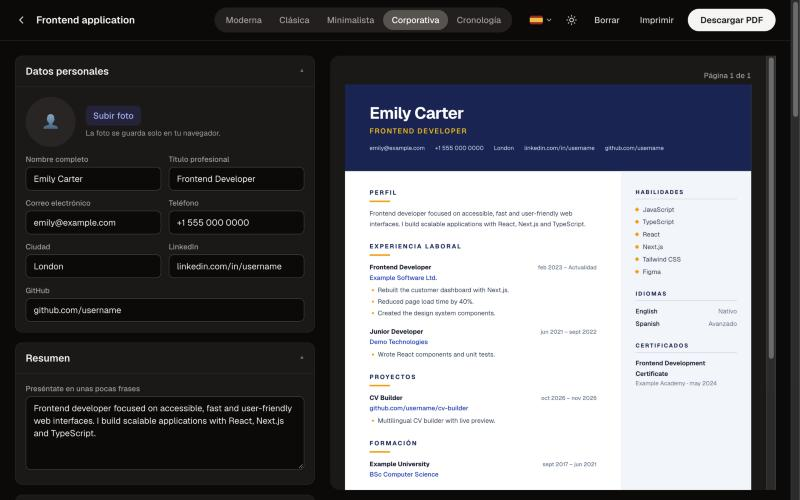 Frontend application
Moderna
Clásica
Minimalista
Corporativa
Cronología
Borrar
Imprimir
Descargar PDF
Datos personales
Subir foto
La foto se guarda solo en tu navegador.
Nombre completo
Título profesional
Emily Carter
Frontend Developer
Correo electrónico
Teléfono
emily@example.com
+1 555 000 0000
Ciudad
LinkedIn
London
linkedin.com/in/username
GitHub
github.com/username
Resumen
Preséntate en unas pocas frases
Frontend developer focused on accessible, fast and user-friendly
web interfaces. I build scalable applications with React, Next.js
and TypeScript.
Página 1 de 1
Emily Carter
FRONTEND DEVELOPER
emily@example.com +1 555 000 0000 London linkedin.com/in/username github.com/username
PERFIL
Frontend developer focused on accessible, fast and user-friendly web
interfaces. I build scalable applications with React, Next.js and TypeScript.
EXPERIENCIA LABORAL
Frontend Developer feb 2023 – Actualidad
Example Software Ltd.
Rebuilt the customer dashboard with Next.js.
Reduced page load time by 40%.
Created the design system components.
Junior Developer jun 2021 – sept 2022
Demo Technologies
Wrote React components and unit tests.
PROYECTOS
CV Builder oct 2026 – nov 2026
github.com/username/cv-builder
Multilingual CV builder with live preview.
FORMACIÓN
Example University sept 2017 – jun 2021
BSc Computer Science
HABILIDADES
JavaScript
TypeScript
React
Next.js
Tailwind CSS
Figma
IDIOMAS
English Nativo
Spanish Avanzado
CERTIFICADOS
Frontend Development
Certificate
Example Academy · may 2024